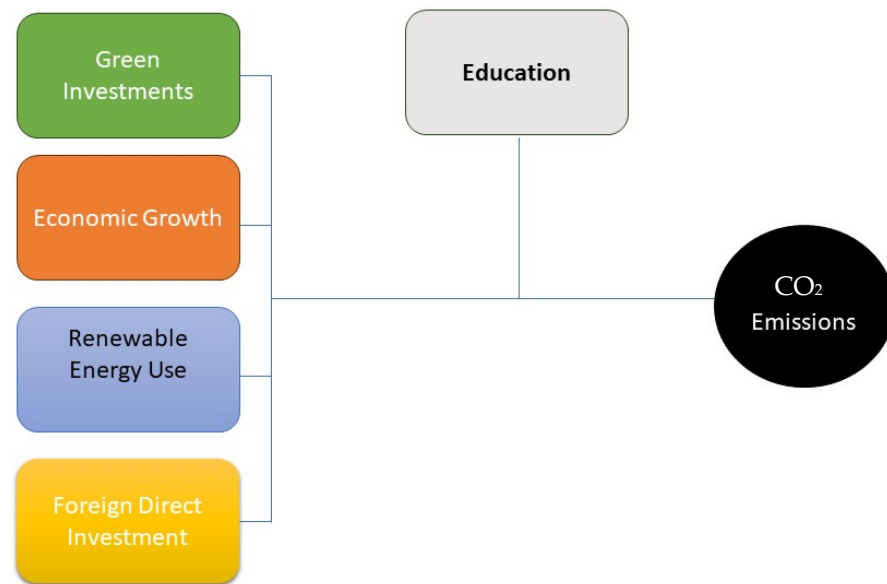 Green
Investments
Education
Economic Growth
CO₂
Emissions
Renewable
Energy Use
Foreign Direct
Investment